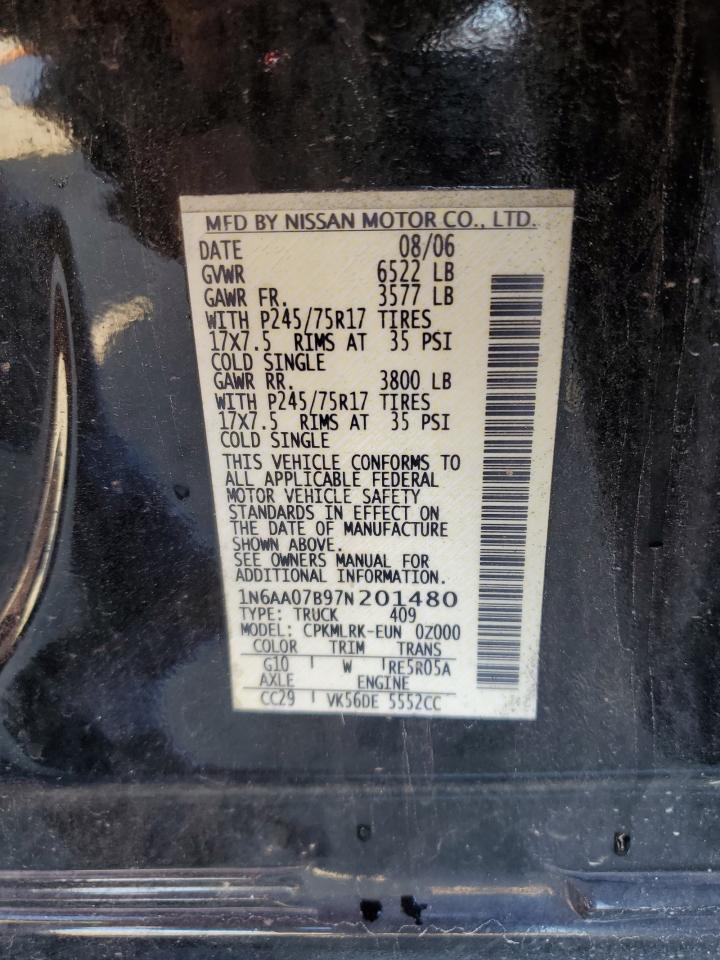 MFD BY NISSAN MOTOR CO., LTD.
DATE 08/06
GVWR 6522 LB
GAWR FR. 3577 LB
WITH P245/75R17 TIRES
17X7.5 RIMS AT 35 PSI
COLD SINGLE
GAWR RR. 3800 LB
WITH P245/75R17 TIRES
17X7.5 RIMS AT 35 PSI
COLD SINGLE
THIS VEHICLE CONFORMS TO
ALL APPLICABLE FEDERAL
MOTOR VEHICLE SAFETY
STANDARDS IN EFFECT ON
THE DATE OF MANUFACTURE
SHOWN ABOVE.
SEE OWNERS MANUAL FOR
ADDITIONAL INFORMATION.
1N6AA07B97N201480
TYPE: TRUCK 409
MODEL: CPKMLRK-EUN 0Z000
COLOR TRIM TRANS
G10 W RE5R05A
AXLE ENGINE
CC29 VK56DE 5552CC